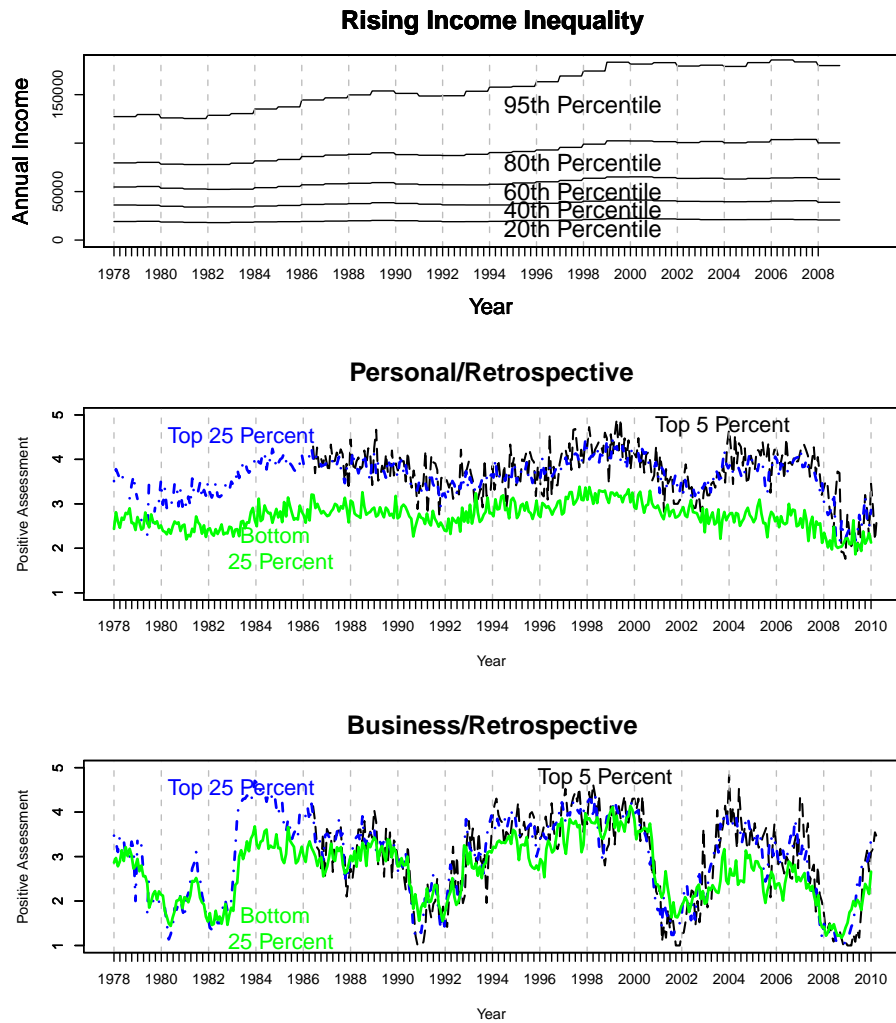 Rising Income Inequality
Annual Income
150000
50000
0
95th Percentile
80th Percentile
60th Percentile
40th Percentile
20th Percentile
1978 1980 1982 1984 1986 1988 1990 1992 1994 1996 1998 2000 2002 2004 2006 2008
Year
Personal/Retrospective
Positive Assessment
5
4
3
2
1
Top 25 Percent
Top 5 Percent
Bottom
25 Percent
1978 1980 1982 1984 1986 1988 1990 1992 1994 1996 1998 2000 2002 2004 2006 2008 2010
Year
Business/Retrospective
Positive Assessment
5
4
3
2
1
Top 25 Percent
Top 5 Percent
Bottom
25 Percent
1978 1980 1982 1984 1986 1988 1990 1992 1994 1996 1998 2000 2002 2004 2006 2008 2010
Year